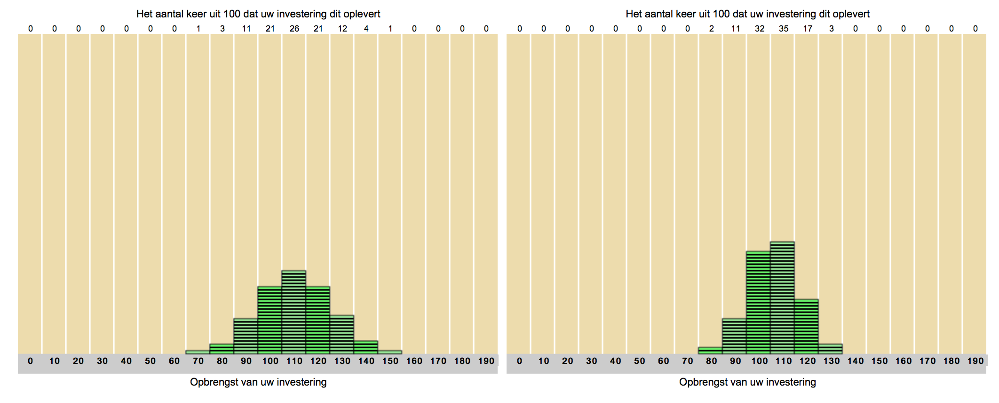 Het aantal keer uit 100 dat uw investering dit oplevert
0 0 0 0 0 0 0 1 3 11 21 26 21 12 4 1 0 0 0 0
0 10 20 30 40 50 60 70 80 90 100 110 120 130 140 150 160 170 180 190
Opbrengst van uw investering
Het aantal keer uit 100 dat uw investering dit oplevert
0 0 0 0 0 0 0 0 2 11 32 35 17 3 0 0 0 0 0 0
0 10 20 30 40 50 60 70 80 90 100 110 120 130 140 150 160 170 180 190
Opbrengst van uw investering